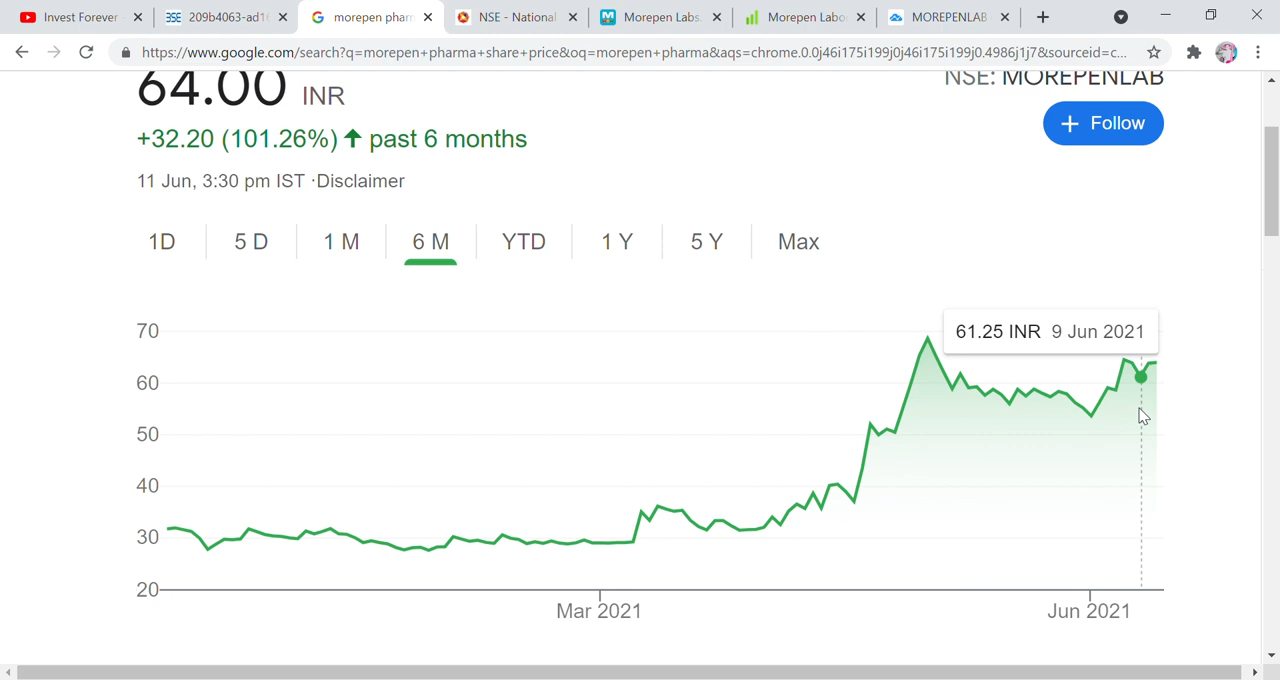 Invest Forever
209b4063-ad1
morepen pharm
NSE - National
Morepen Labs.
Morepen Labo
MOREPENLAB
https://www.google.com/search?q=morepen+pharma+share+price&oq=morepen+pharma&aqs=chrome.0.0j46i175i199j0j46i175i199j0.4986j1j7&sourceid=c...
64.00 INR
NSE: MOREPENLAB
+32.20 (101.26%) ↑ past 6 months
+ Follow
11 Jun, 3:30 pm IST ·Disclaimer
1D
5 D
1 M
6 M
YTD
1 Y
5 Y
Max
61.25 INR 9 Jun 2021
70
60
50
40
30
20
Mar 2021
Jun 2021